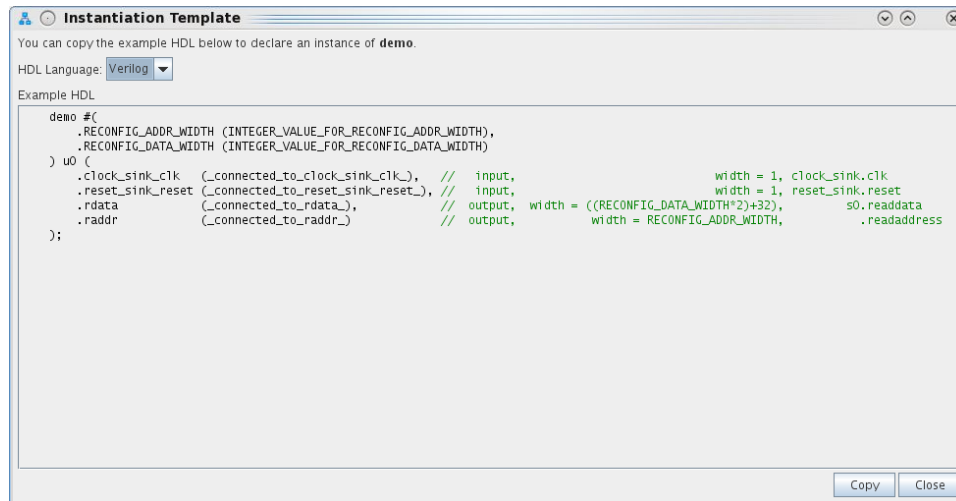 Instantiation Template
You can copy the example HDL below to declare an instance of demo.
HDL Language: Verilog
Example HDL
demo #(
.RECONFIG_ADDR_WIDTH (INTEGER_VALUE_FOR_RECONFIG_ADDR_WIDTH),
.RECONFIG_DATA_WIDTH (INTEGER_VALUE_FOR_RECONFIG_DATA_WIDTH)
) u0 (
.clock_sink_clk (_connected_to_clock_sink_clk_), // input, width = 1, clock_sink.clk
.reset_sink_reset (_connected_to_reset_sink_reset_), // input, width = 1, reset_sink.reset
.rdata (_connected_to_rdata_), // output, width = ((RECONFIG_DATA_WIDTH*2)+32), s0.readdata
.raddr (_connected_to_raddr_) // output, width = RECONFIG_ADDR_WIDTH, .readaddress
);
Copy Close